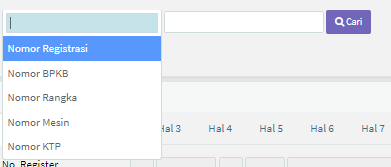 Cari
Nomor Registrasi
Nomor BPKB
Nomor Rangka
Nomor Mesin
Nomor KTP
Hal 3 Hal 4 Hal 5 Hal 6 Hal 7
No. Register